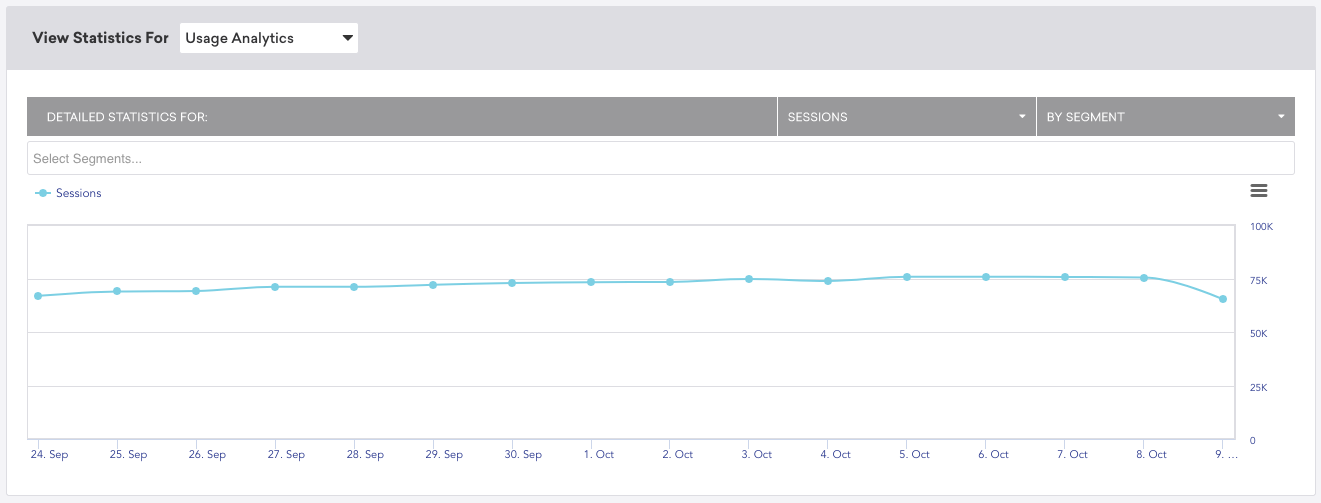 View Statistics For Usage Analytics
DETAILED STATISTICS FOR: SESSIONS BY SEGMENT
Select Segments...
Sessions
100K
75K
50K
25K
0
24. Sep 25. Sep 26. Sep 27. Sep 28. Sep 29. Sep 30. Sep 1. Oct 2. Oct 3. Oct 4. Oct 5. Oct 6. Oct 7. Oct 8. Oct 9. ...